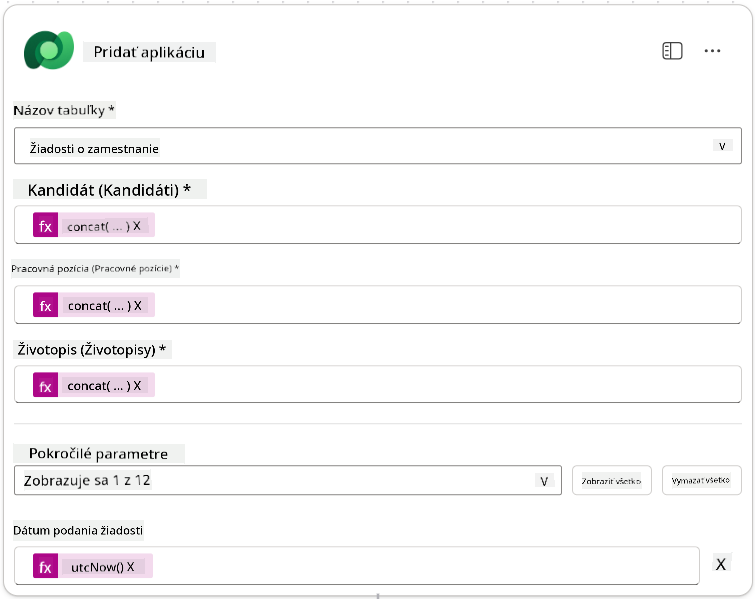 Pridať aplikáciu
Názov tabuľky *
Žiadosti o zamestnanie
Kandidát (Kandidáti) *
fx concat( ... ) X
Pracovná pozícia (Pracovné pozície) *
fx concat( ... ) X
Životopis (Životopisy) *
fx concat( ... ) X
Pokročilé parametre
Zobrazuje sa 1 z 12 v Zobraziť všetko Vymazať všetko
Dátum podania žiadosti
fx utcNow() X X